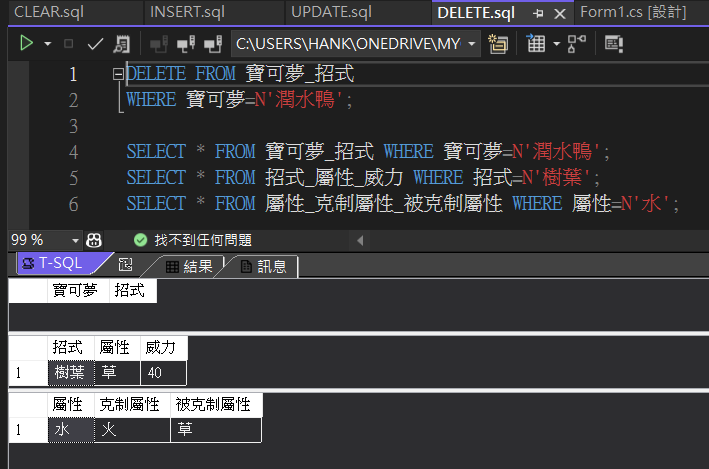 CLEAR.sql INSERT.sql UPDATE.sql DELETE.sql Form1.cs [設計]
C:\USERS\HANK\ONEDRIVE\MY
1 DELETE FROM 寶可夢_招式
2 WHERE 寶可夢=N'潤水鴨';
3
4 SELECT * FROM 寶可夢_招式 WHERE 寶可夢=N'潤水鴨';
5 SELECT * FROM 招式_屬性_威力 WHERE 招式=N'樹葉';
6 SELECT * FROM 屬性_克制屬性_被克制屬性 WHERE 屬性=N'水';
99 % 找不到任何問題
T-SQL 結果 訊息
寶可夢 招式
招式 屬性 威力
1 樹葉 草 40
屬性 克制屬性 被克制屬性
1 水 火 草